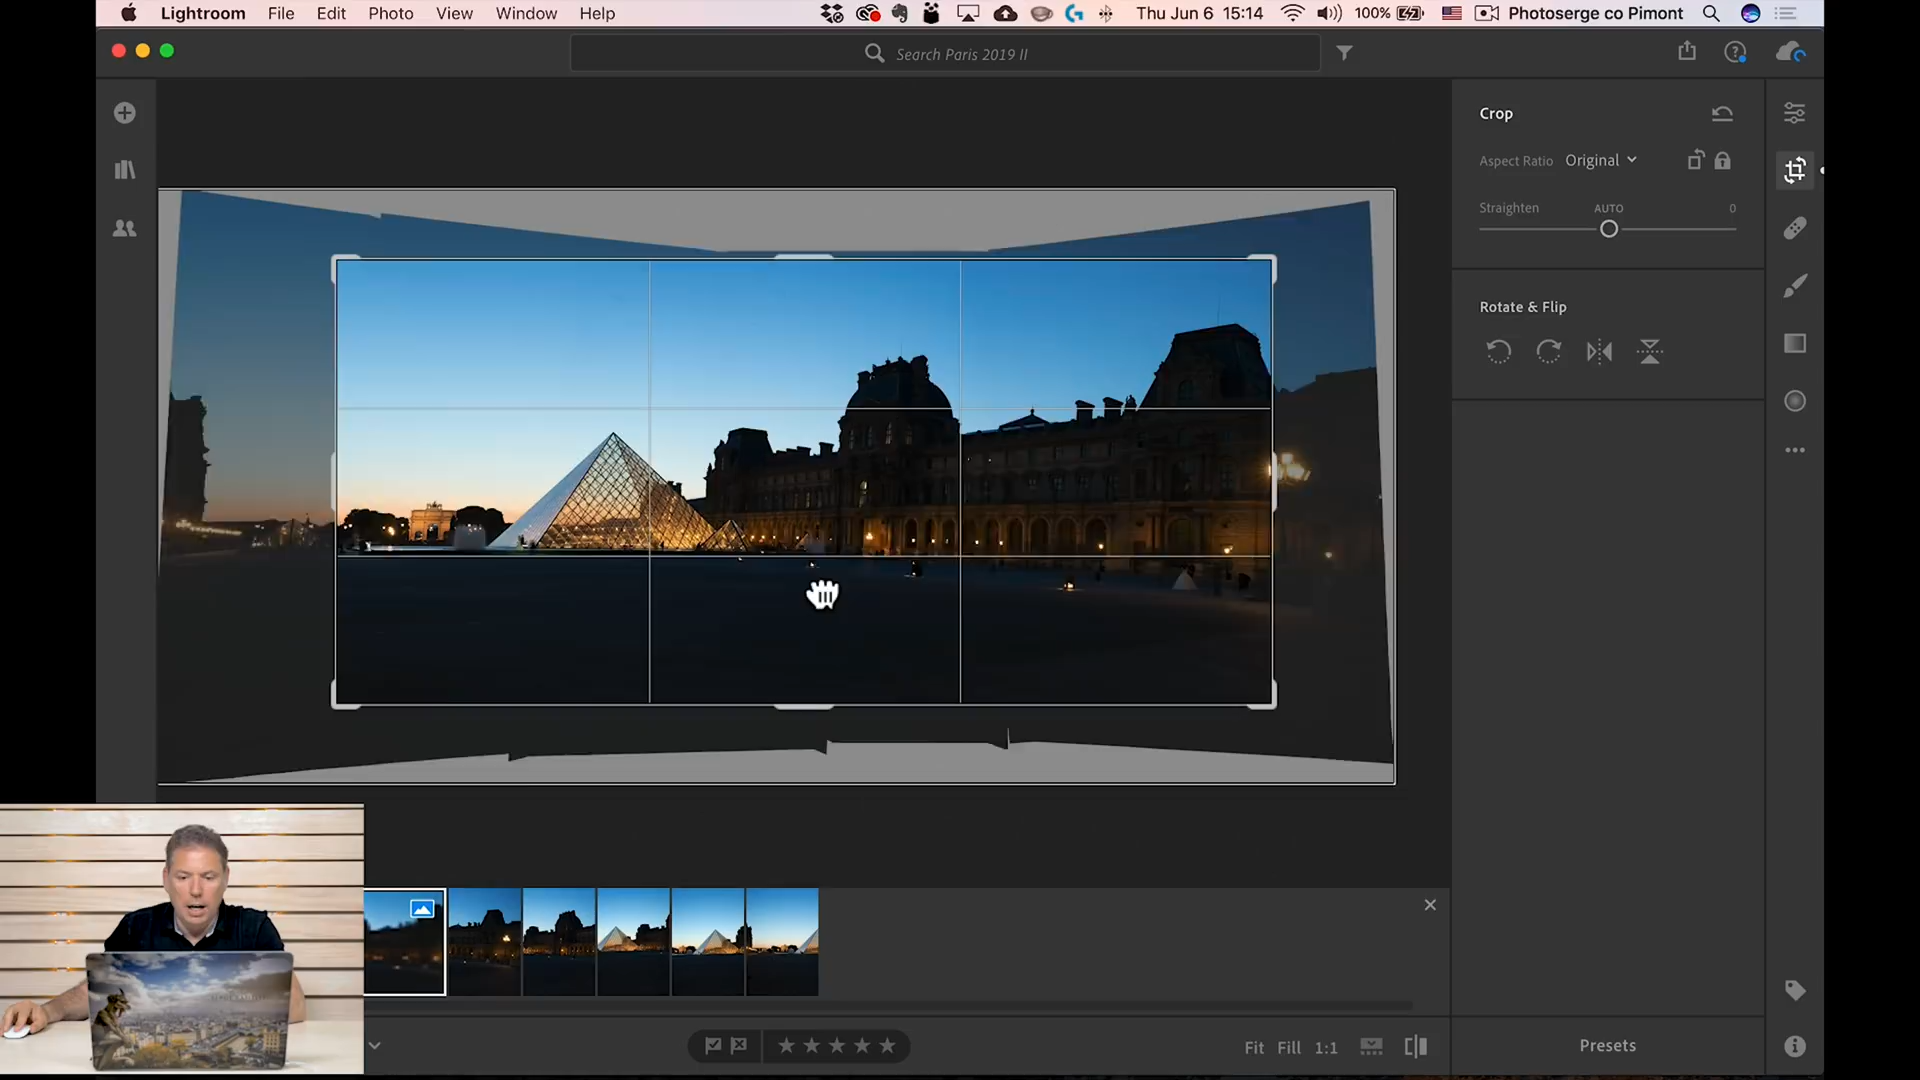 Lightroom File Edit Photo View Window Help Thu Jun 6 15:14 100% Photoserge co Pimont
Search Paris 2019 II
Crop
Aspect Ratio Original
Straighten AUTO 0
Rotate & Flip
Fit Fill 1:1
Presets